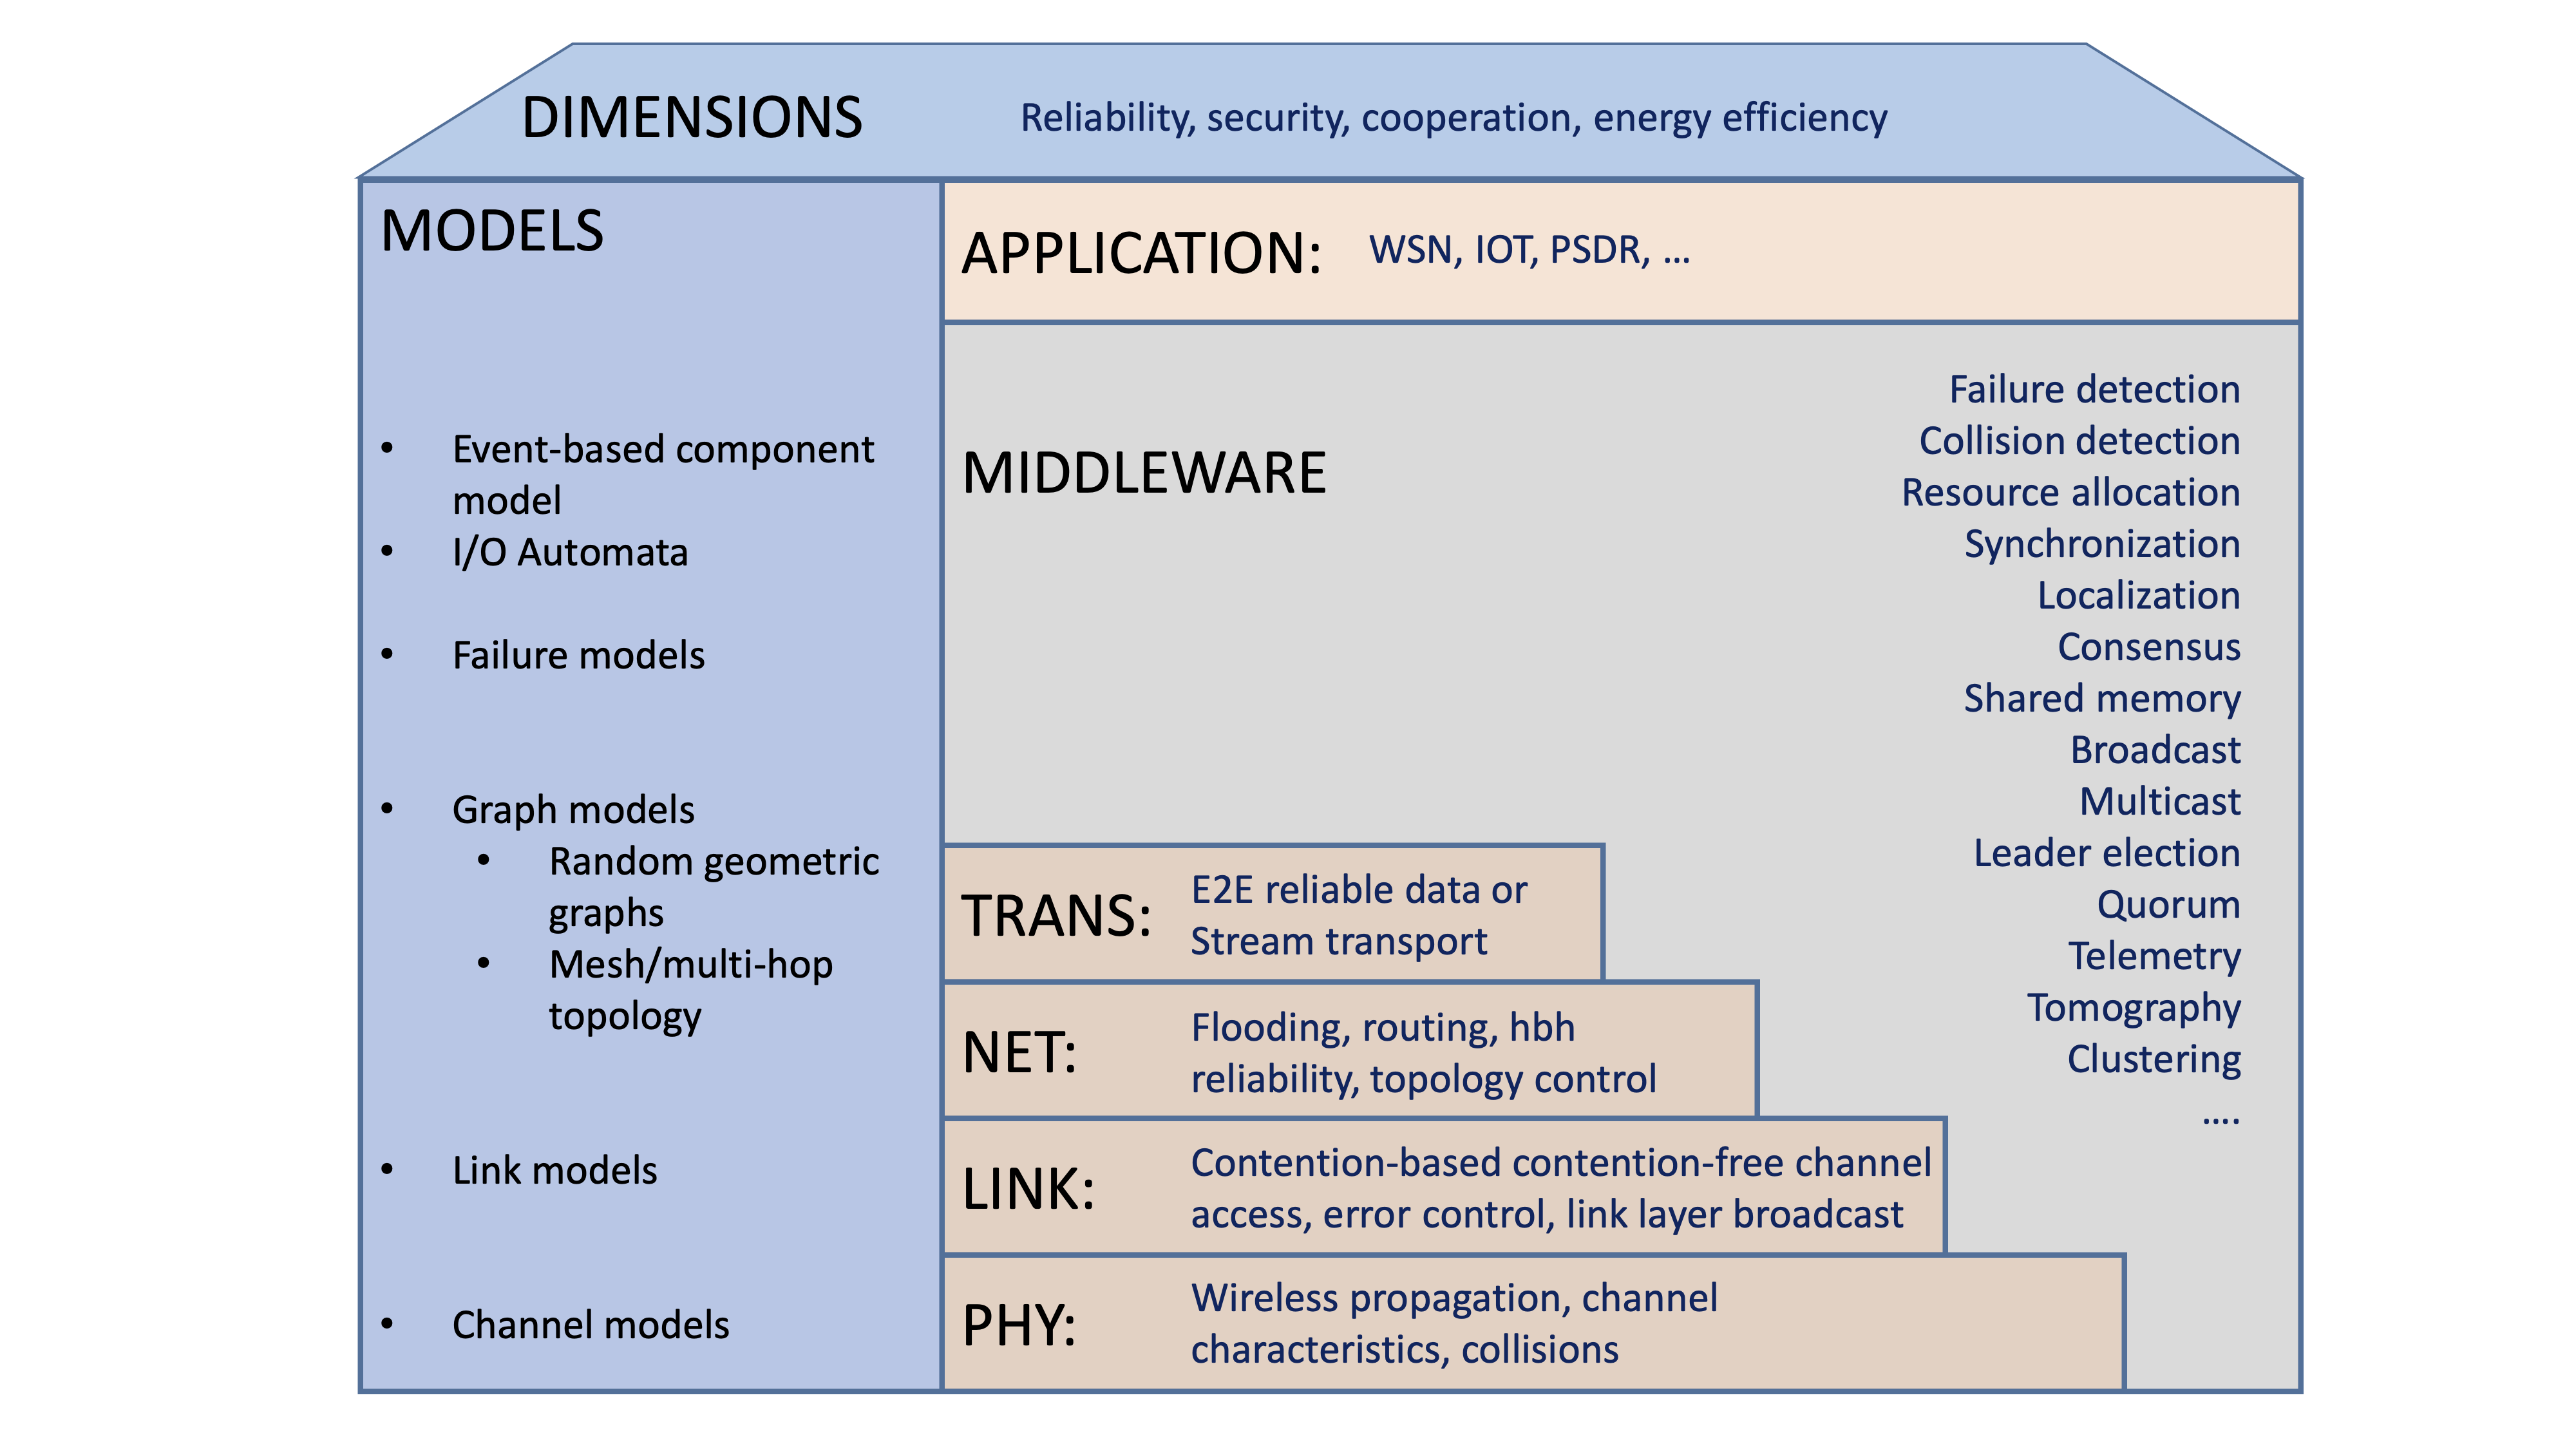 DIMENSIONS
Reliability, security, cooperation, energy efficiency
MODELS
• Event-based component
model
• I/O Automata
• Failure models
• Graph models
• Random geometric
graphs
• Mesh/multi-hop
topology
• Link models
• Channel models
APPLICATION:
WSN, IOT, PSDR, ...
MIDDLEWARE
Failure detection
Collision detection
Resource allocation
Synchronization
Localization
Consensus
Shared memory
Broadcast
Multicast
Leader election
Quorum
Telemetry
Tomography
Clustering
....
TRANS:
E2E reliable data or
Stream transport
NET:
Flooding, routing, hbh
reliability, topology control
LINK:
Contention-based contention-free channel
access, error control, link layer broadcast
PHY:
Wireless propagation, channel
characteristics, collisions